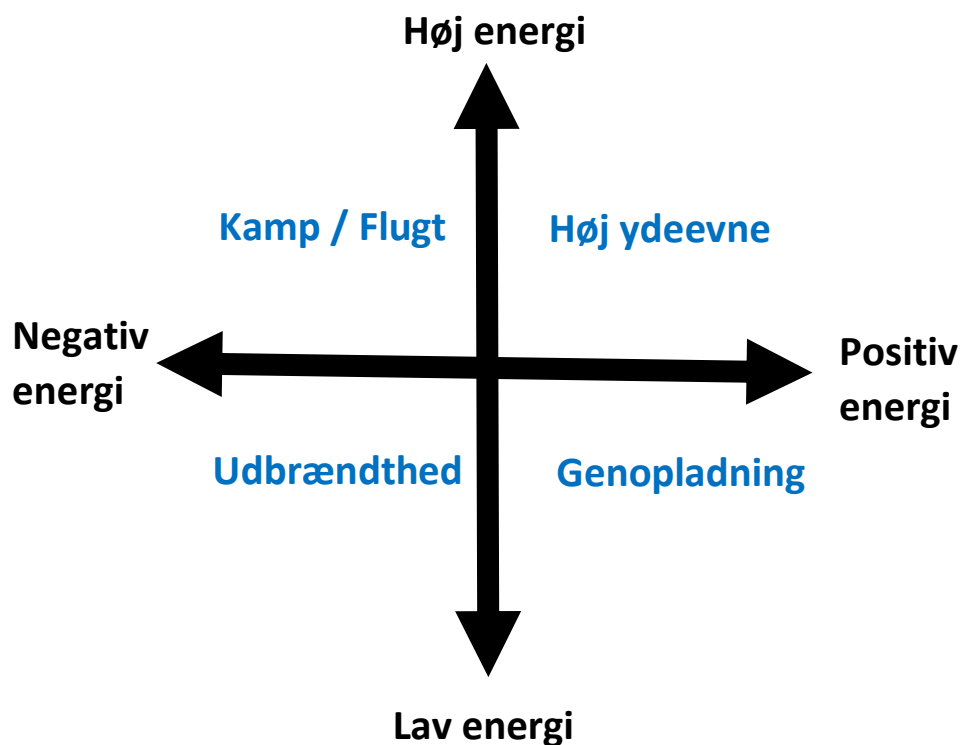 Høj energi
Kamp / Flugt
Høj ydeevne
Negativ
energi
Positiv
energi
Udbrændthed
Genopladning
Lav energi